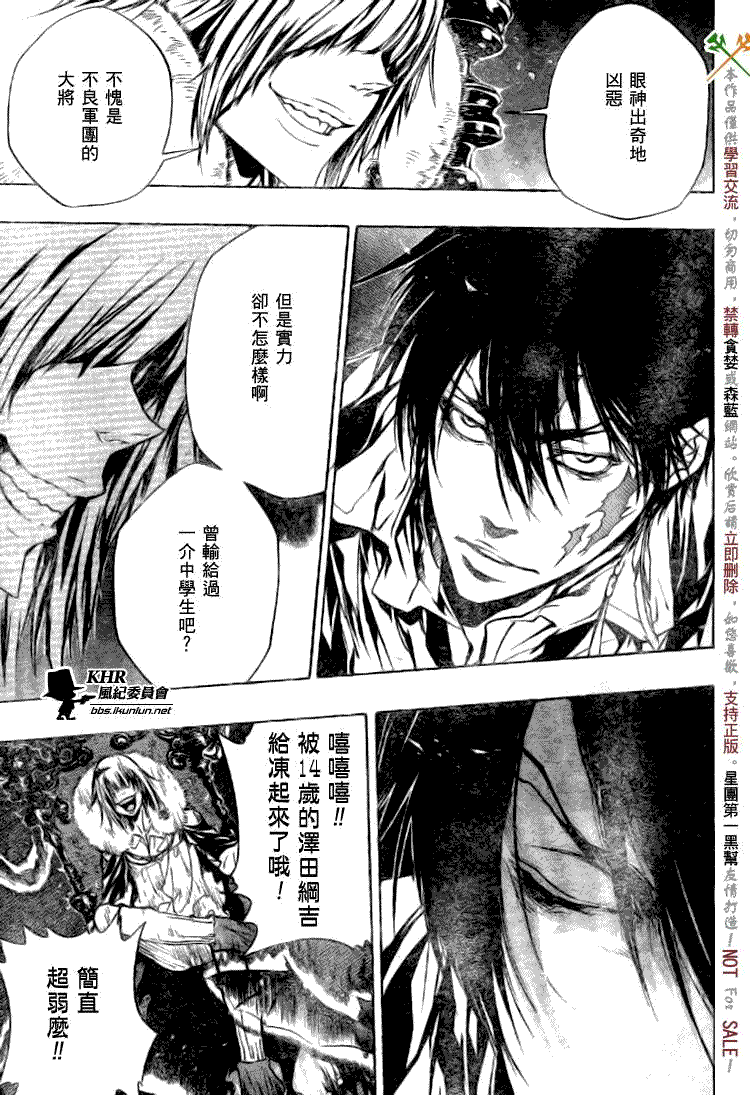 眼神出奇地
凶惡
不愧是
不良軍團的
大將
但是實力
卻不怎麼樣啊
曾輸給過
一介中學生吧？
KHR
風紀委員會
bbs.ikunlun.net
嘻嘻嘻!!
被14歲的澤田綱吉
給凍起來了哦！
簡直
超弱麼!!
本作品僅供學習交流，切勿商用，禁轉貪婪或森藍網站。欣賞后請立即删除，如您喜歡，支持正版。星團第一黑幫友情打造—NOT For SALE—